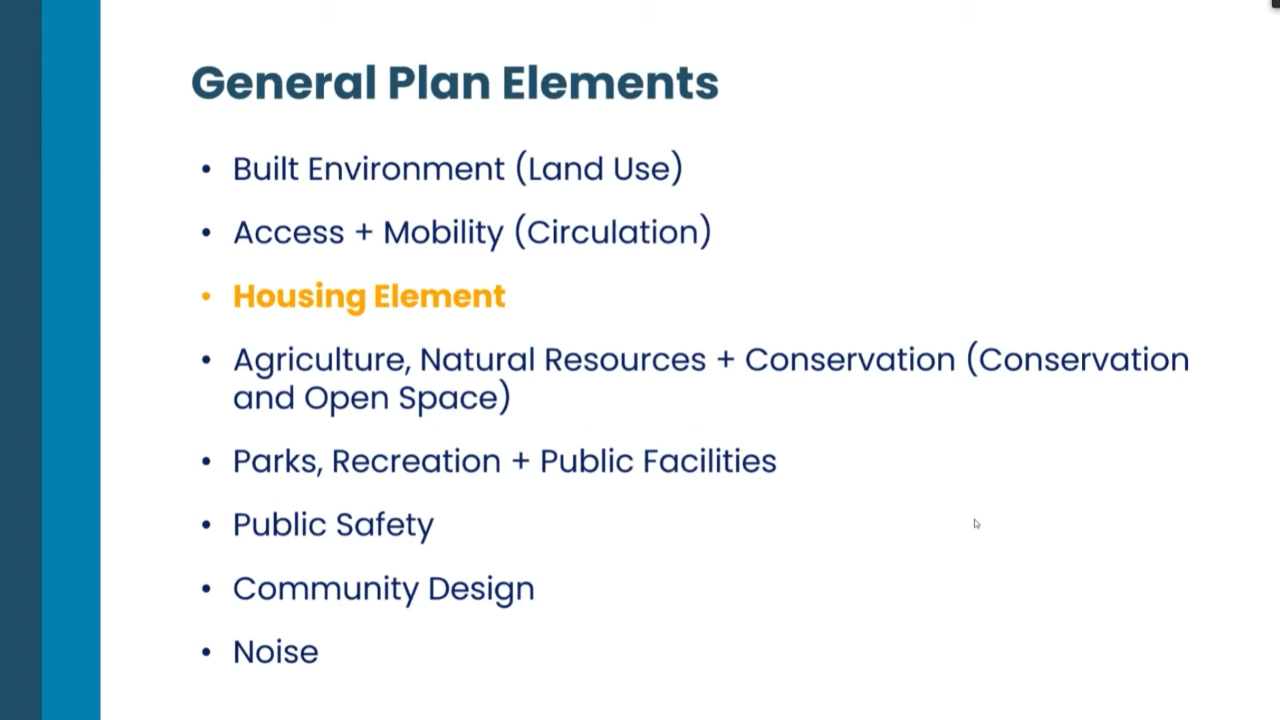 General Plan Elements
• Built Environment (Land Use)
• Access + Mobility (Circulation)
• Housing Element
• Agriculture, Natural Resources + Conservation (Conservation
and Open Space)
• Parks, Recreation + Public Facilities
• Public Safety
• Community Design
• Noise